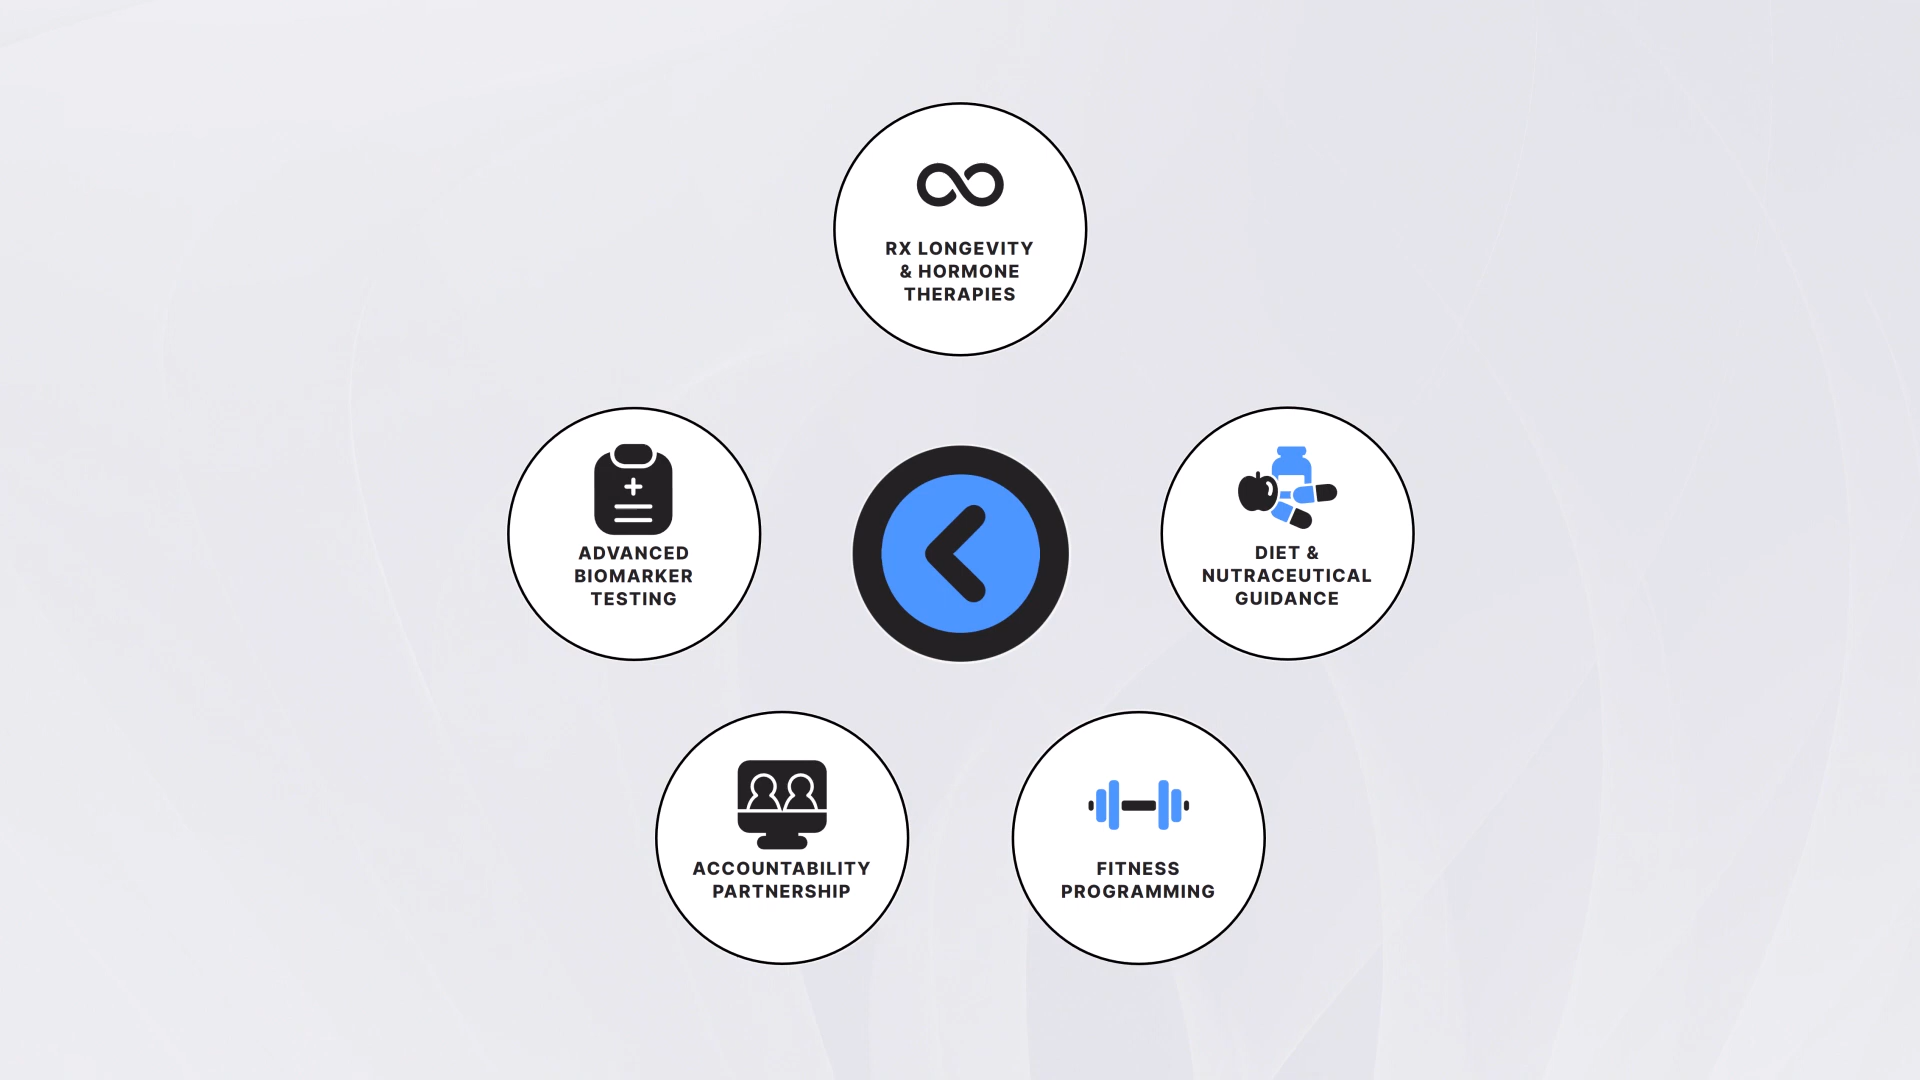 RX LONGEVITY
& HORMONE
THERAPIES
ADVANCED
BIOMARKER
TESTING
DIET &
NUTRACEUTICAL
GUIDANCE
ACCOUNTABILITY
PARTNERSHIP
FITNESS
PROGRAMMING